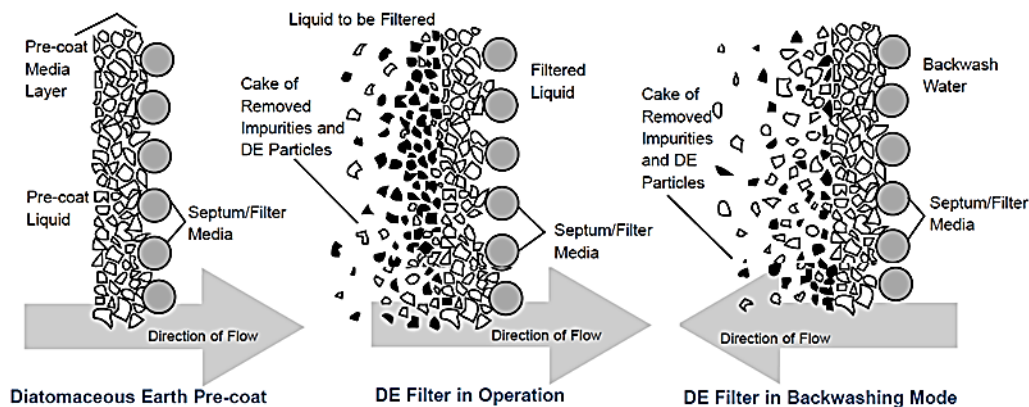 Pre-coat
Media
Layer
Pre-coat
Liquid
Septum/Filter
Media
Direction of Flow
Diatomaceous Earth Pre-coat
Liquid to be Filtered
Cake of
Removed
Impurities and
DE Particles
Filtered
Liquid
Septum/Filter
Media
Direction of Flow
DE Filter in Operation
Cake of
Removed
Impurities
and DE
Particles
Backwash
Water
Septum/Filter
Media
Direction of Flow
DE Filter in Backwashing Mode